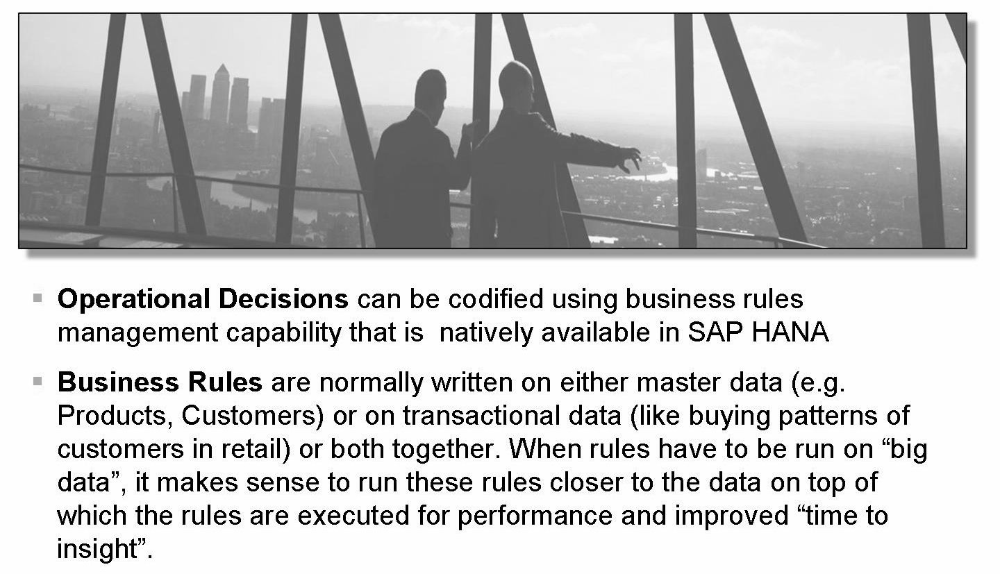 Operational Decisions can be codified using business rules
management capability that is  natively available in SAP HANA
Business Rules are normally written on either master data (e.g.
Products, Customers) or on transactional data (like buying patterns of
customers in retail) or both together. When rules have to be run on “big
data”, it makes sense to run these rules closer to the data on top of
which the rules are executed for performance and improved “time to
insight”.